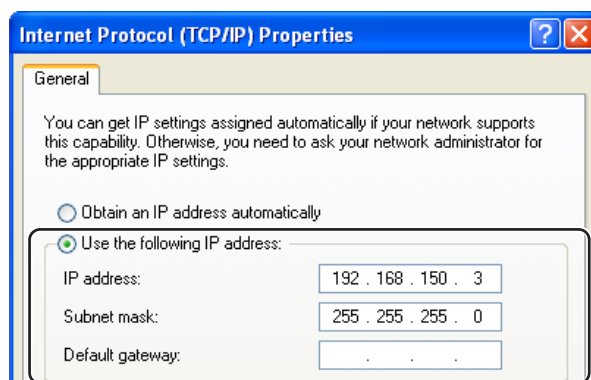 Internet Protocol (TCP/IP) Properties
General
You can get IP settings assigned automatically if your network supports
this capability. Otherwise, you need to ask your network administrator for
the appropriate IP settings.
Obtain an IP address automatically
Use the following IP address:
IP address: 192 . 168 . 150 . 3
Subnet mask: 255 . 255 . 255 . 0
Default gateway: . . .